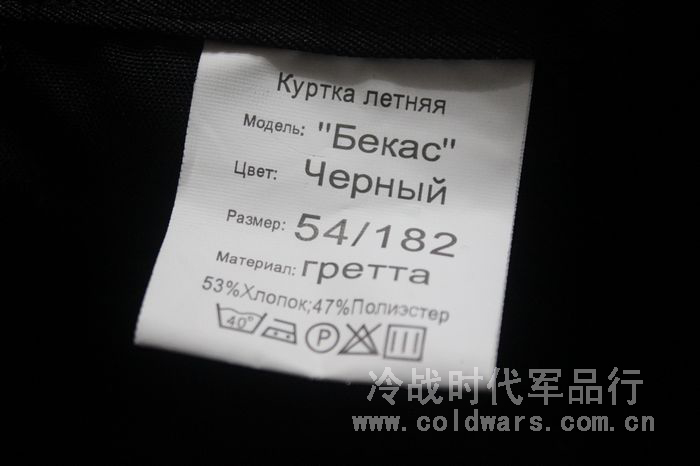 Куртка летняя
Модель: "Бекас"
Цвет: Черный
Размер: 54/182
Материал: гретта
53%Хлопок;47%Полиэстер
40° P
冷战时代军品行
www.coldwars.com.cn